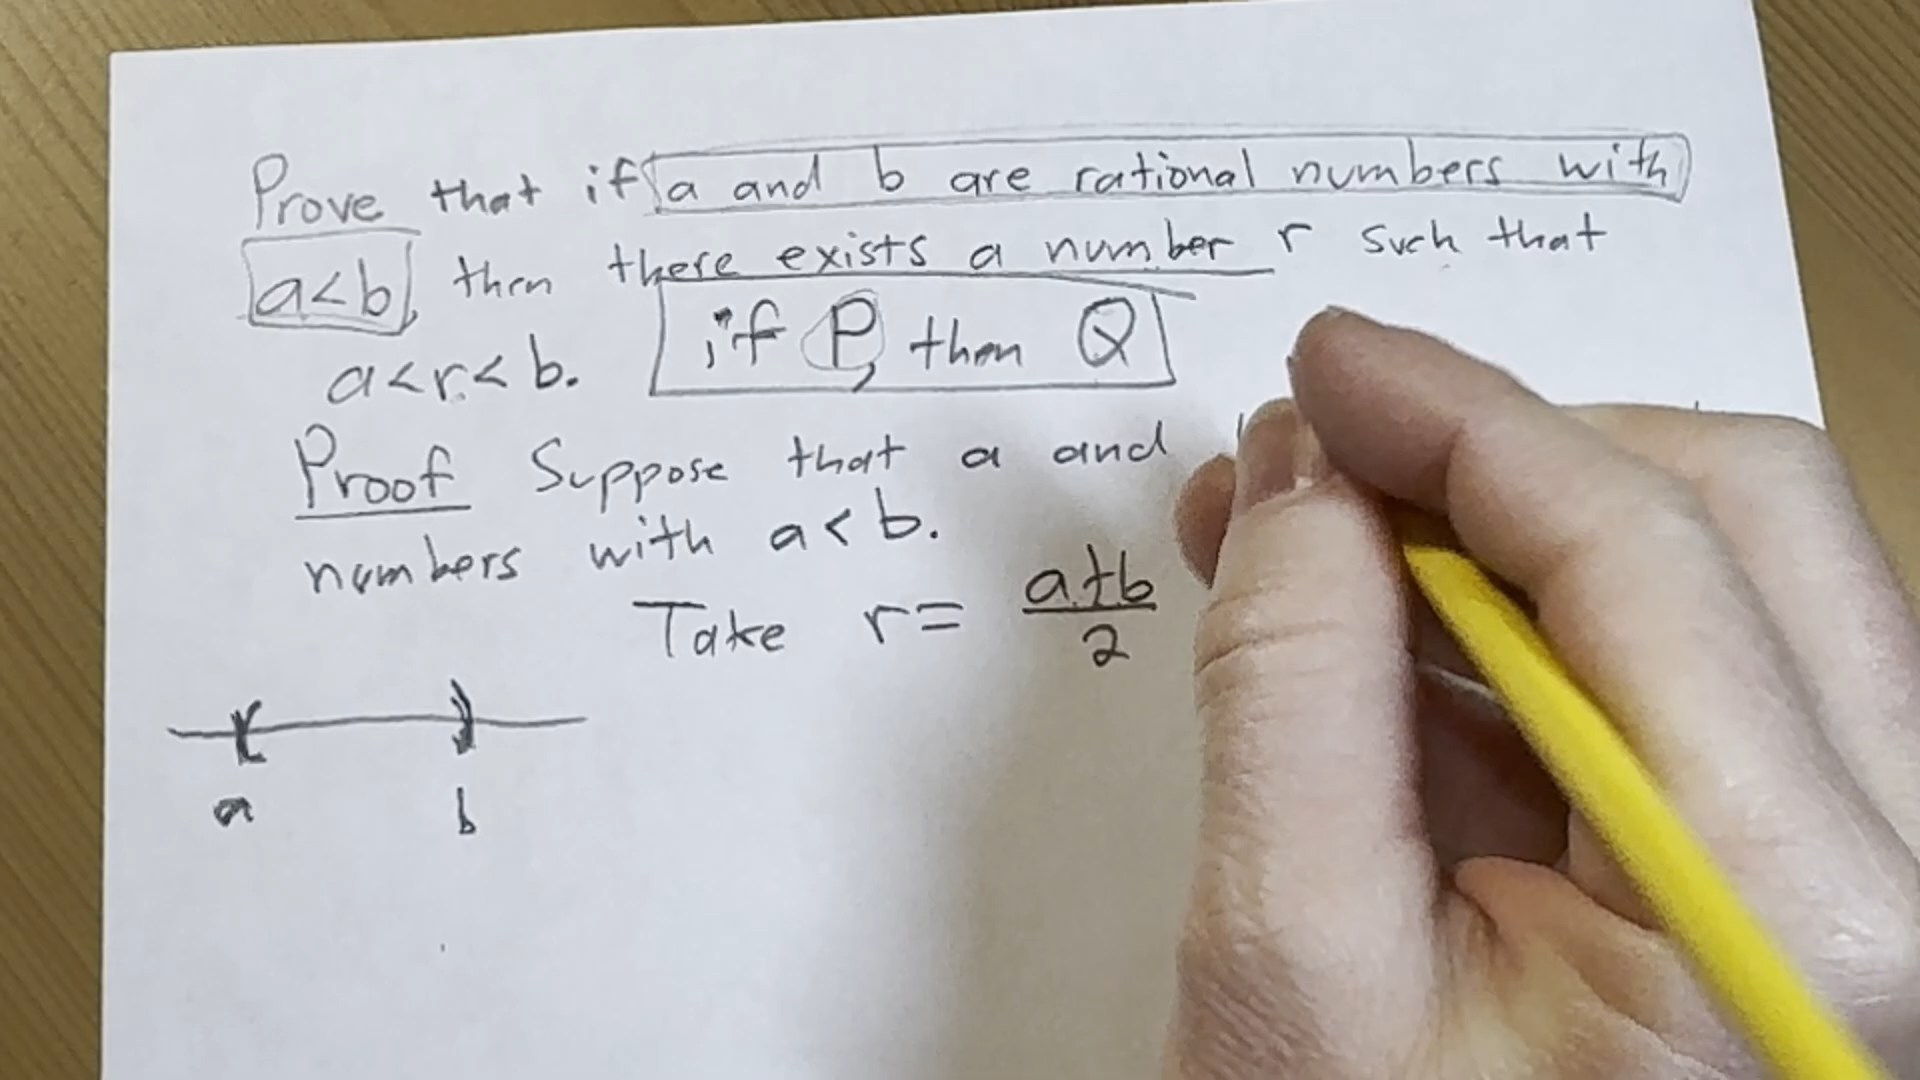 Prove that if a and b are rational numbers with
a<b, then there exists a number r such that
a<r<b.
if P, then Q
Proof Suppose that a and
numbers with a<b.
Take r= a+b/2
a b